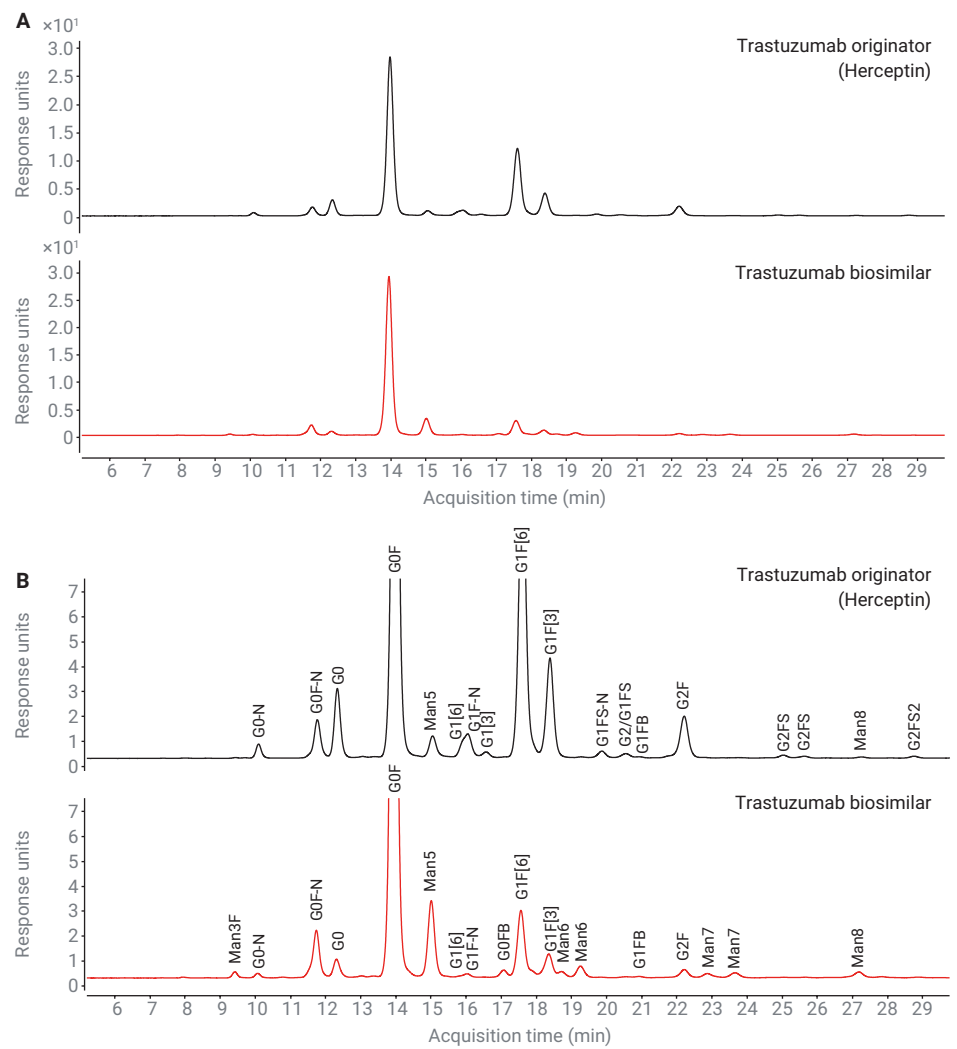 A
×10¹
Trastuzumab originator
(Herceptin)
Response units
3.0
2.5
2.0
1.5
1.0
0.5
0
×10¹
Trastuzumab biosimilar
Response units
3.0
2.5
2.0
1.5
1.0
0.5
0
6 7 8 9 10 11 12 13 14 15 16 17 18 19 20 21 22 23 24 25 26 27 28 29
Acquisition time (min)
B
Trastuzumab originator
(Herceptin)
Response units
7
6
5
4
3
2
1
0
G0-N
G0F-N
G0
G0F
Man5
G1[6]
G1F-N
G1[3]
G1F[6]
G1F[3]
G1FS-N
G2/G1FS
G1FB
G2F
G2FS
G2FS
Man8
G2FS2
Trastuzumab biosimilar
Response units
7
6
5
4
3
2
1
0
Man3F
G0-N
G0F-N
G0
G0F
Man5
G1[6]
G1F-N
G0FB
G1F[6]
G1F[3]
Man6
Man6
G1FB
G2F
Man7
Man7
Man8
6 7 8 9 10 11 12 13 14 15 16 17 18 19 20 21 22 23 24 25 26 27 28 29
Acquisition time (min)